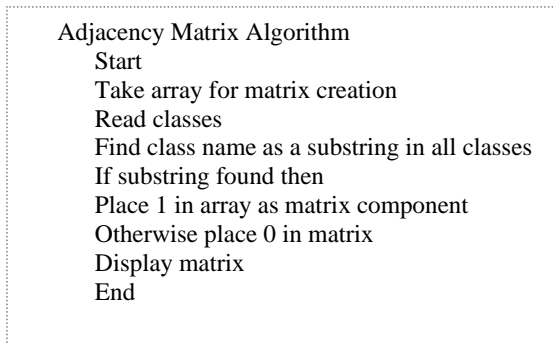 Adjacency Matrix Algorithm
Start
Take array for matrix creation
Read classes
Find class name as a substring in all classes
If substring found then
Place 1 in array as matrix component
Otherwise place 0 in matrix
Display matrix
End